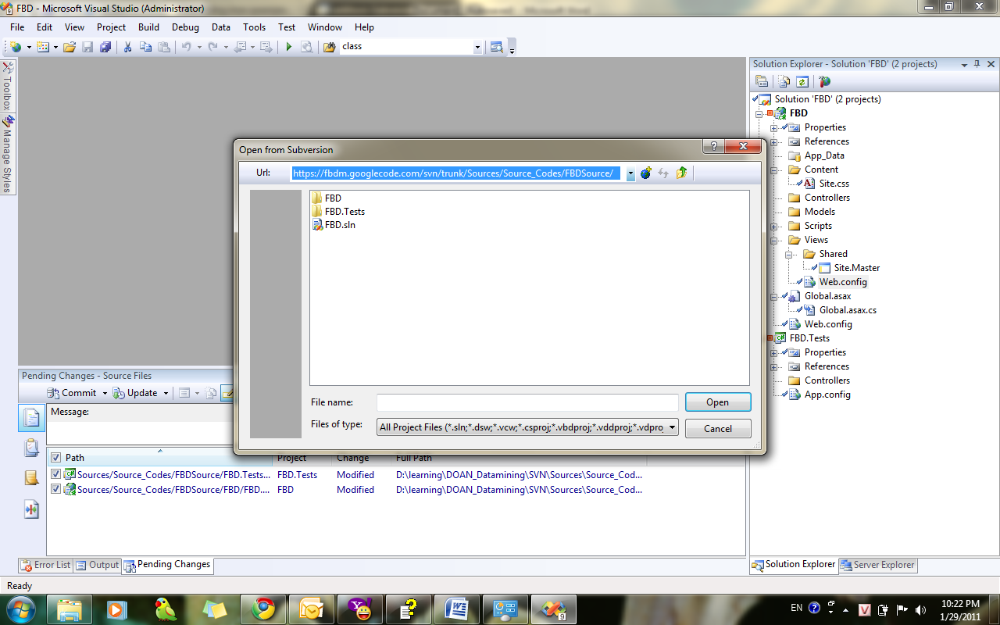 FBD - Microsoft Visual Studio (Administrator)
File Edit View Project Build Debug Data Tools Test Window Help
class
Toolbox
Manage Styles
Solution Explorer - Solution 'FBD' (2 projects)
Solution 'FBD' (2 projects)
FBD
Properties
References
App_Data
Content
Site.css
Controllers
Models
Scripts
Views
Shared
Site.Master
Web.config
Global.asax
Global.asax.cs
Web.config
FBD.Tests
Properties
References
Controllers
App.config
Open from Subversion
Url: https://fbdm.googlecode.com/svn/trunk/Sources/Source_Codes/FBDSource/
FBD
FBD.Tests
FBD.sln
File name:
Open
Files of type: All Project Files (*.sln;*.dsw;*.vcw;*.csproj;*.vbdproj;*.vddproj;*.vdpro
Cancel
Pending Changes - Source Files
Commit Update
Message:
Path Project Change Full Path
Sources/Source_Codes/FBDSource/FBD.Tests... FBD.Tests Modified D:\learning\DOAN_Datamining\SVN\Sources\Source_Cod...
Sources/Source_Codes/FBDSource/FBD/FBD.... FBD Modified D:\learning\DOAN_Datamining\SVN\Sources\Source_Cod...
Error List Output Pending Changes
Solution Explorer Server Explorer
Ready
EN
10:22 PM
1/29/2011